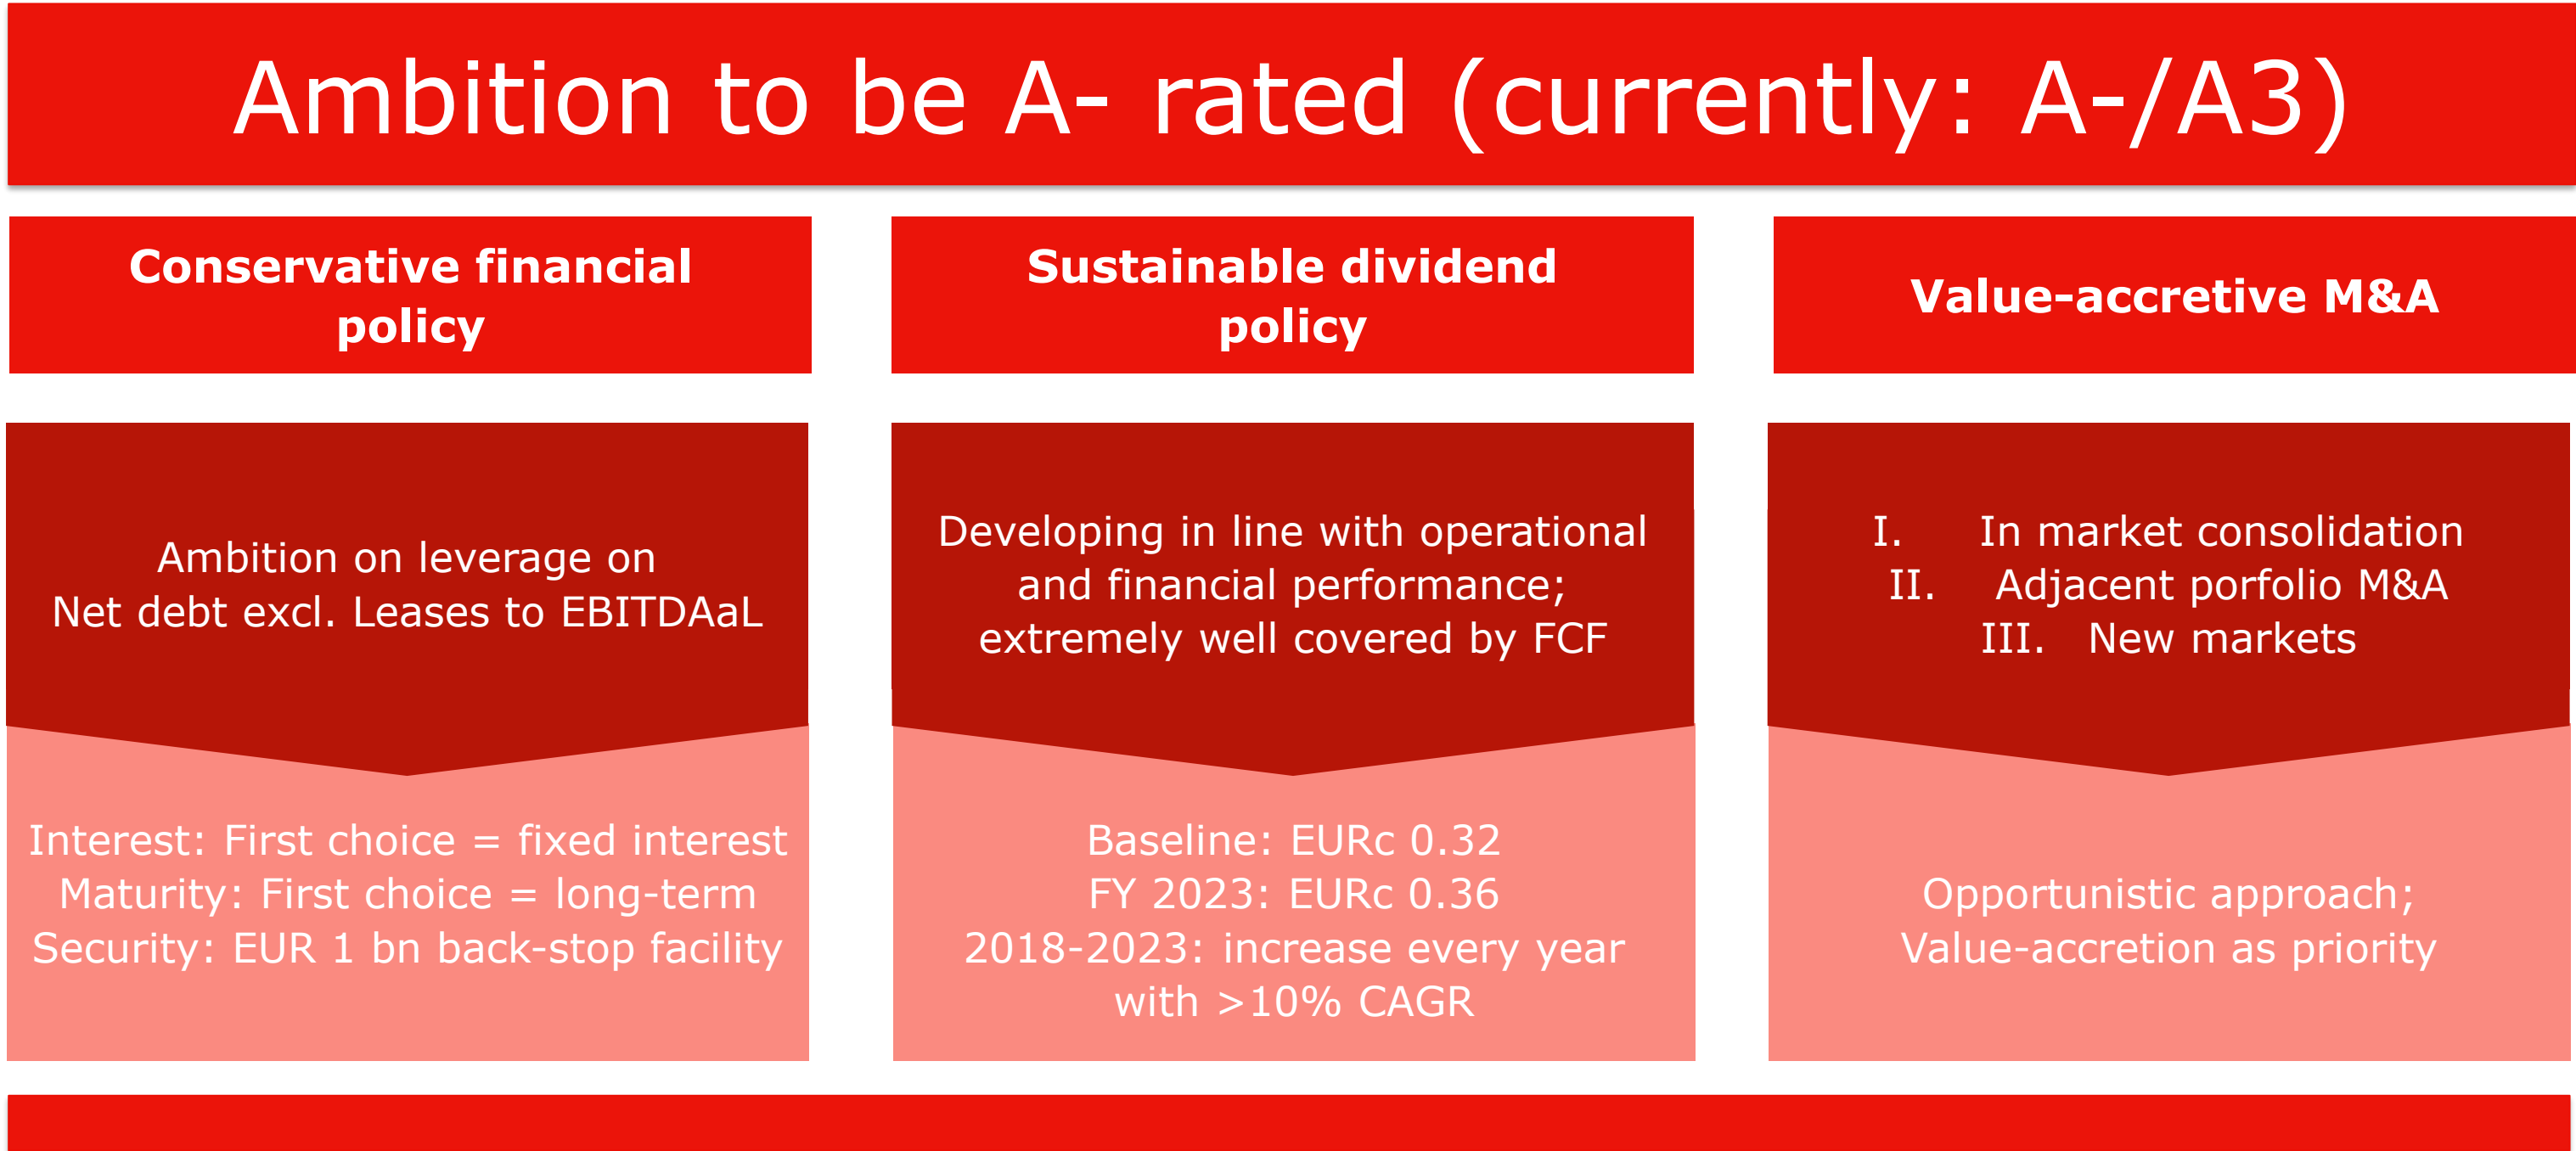 Ambition to be A- rated (currently: A-/A3)
Conservative financial
policy
Ambition on leverage on
Net debt excl. Leases to EBITDAaL
Interest: First choice = fixed interest
Maturity: First choice = long-term
Security: EUR 1 bn back-stop facility
Sustainable dividend
policy
Developing in line with operational
and financial performance;
extremely well covered by FCF
Baseline: EURc 0.32
FY 2023: EURc 0.36
2018-2023: increase every year
with >10% CAGR
Value-accretive M&A
I. In market consolidation
II. Adjacent porfolio M&A
III. New markets
Opportunistic approach;
Value-accretion as priority